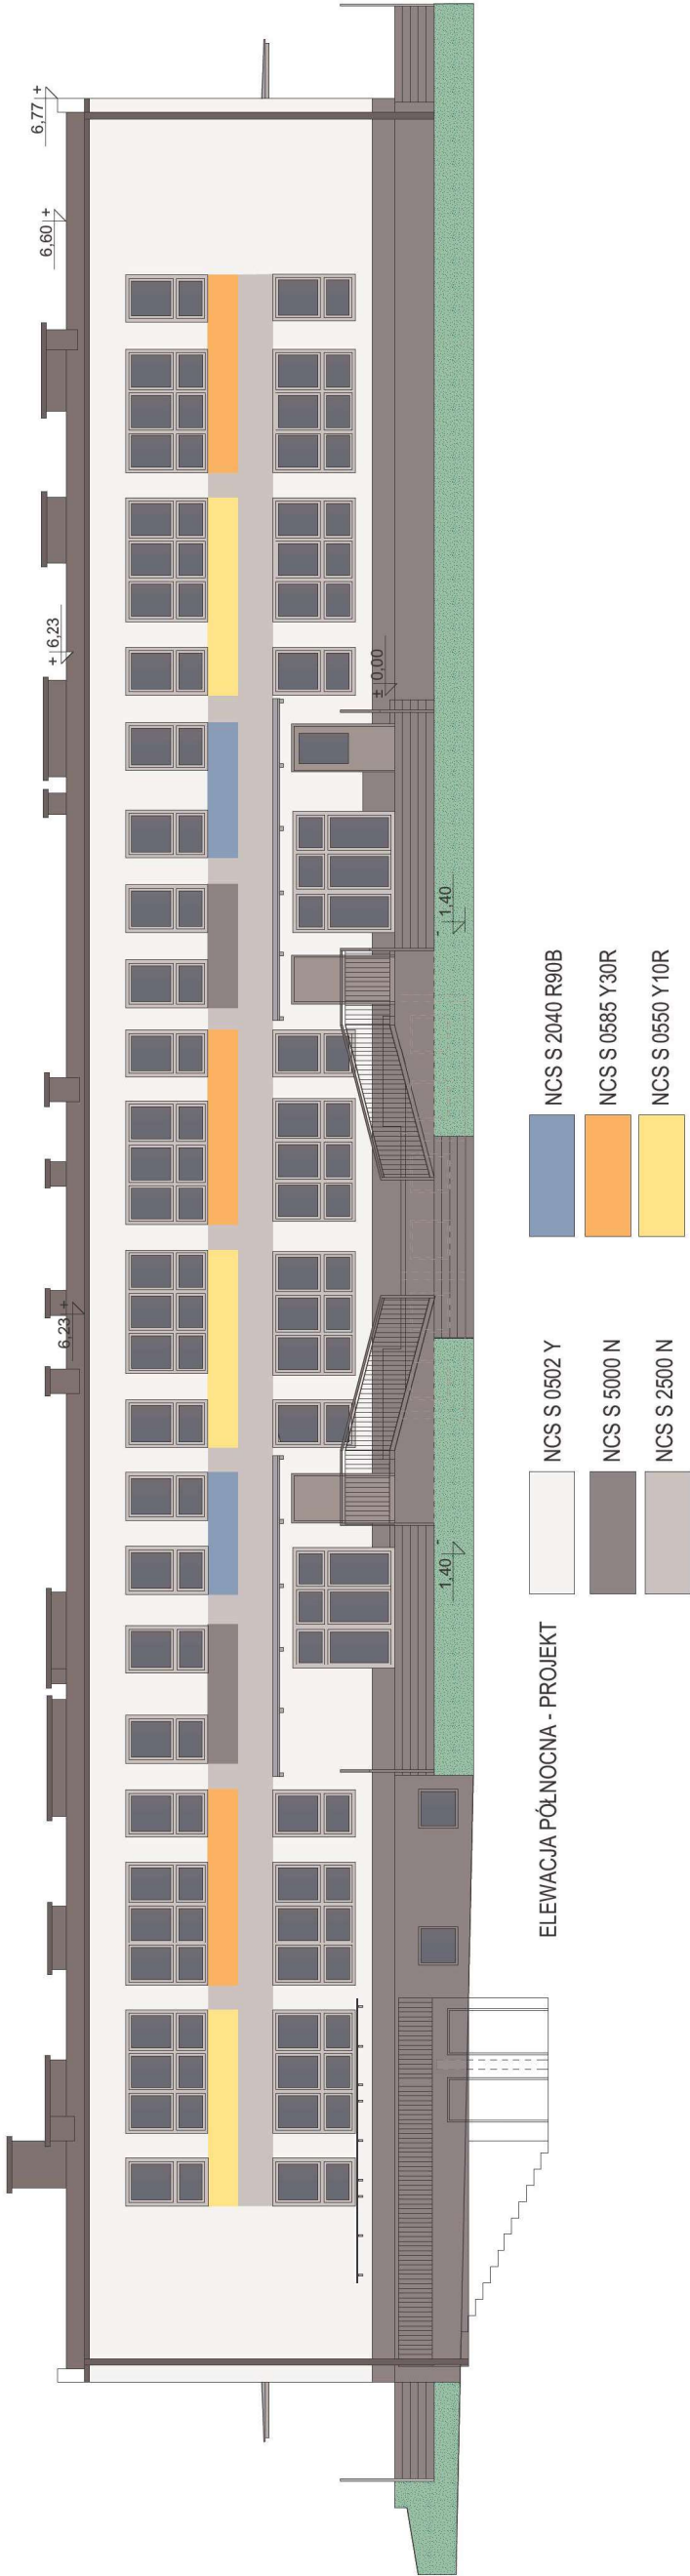 6,23 +
+ 6,23
6,60 +
6,77 +
1,40 -
- 1,40
± 0,00
ELEWACJA PÓŁNOCNA - PROJEKT
NCS S 0502 Y
NCS S 5000 N
NCS S 2500 N
NCS S 2040 R90B
NCS S 0585 Y30R
NCS S 0550 Y10R